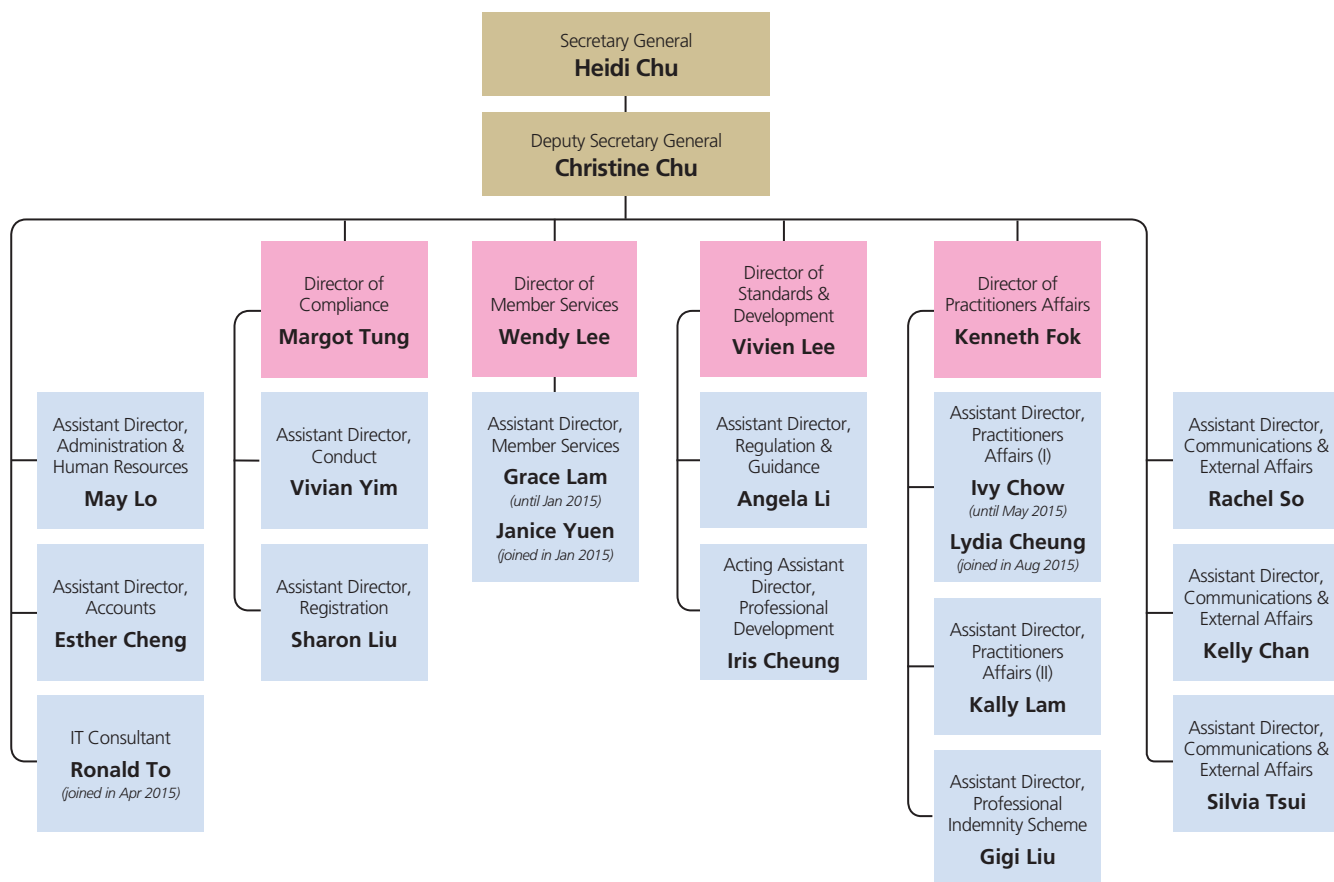 Secretary General
Heidi Chu
Deputy Secretary General
Christine Chu
Director of
Compliance
Margot Tung
Director of
Member Services
Wendy Lee
Director of
Standards &
Development
Vivien Lee
Director of
Practitioners Affairs
Kenneth Fok
Assistant Director,
Administration &
Human Resources
May Lo
Assistant Director,
Accounts
Esther Cheng
IT Consultant
Ronald To
(joined in Apr 2015)
Assistant Director,
Conduct
Vivian Yim
Assistant Director,
Registration
Sharon Liu
Assistant Director,
Member Services
Grace Lam
(until Jan 2015)
Janice Yuen
(joined in Jan 2015)
Assistant Director,
Regulation &
Guidance
Angela Li
Acting Assistant
Director,
Professional
Development
Iris Cheung
Assistant Director,
Practitioners
Affairs (I)
Ivy Chow
(until May 2015)
Lydia Cheung
(joined in Aug 2015)
Assistant Director,
Practitioners
Affairs (II)
Kally Lam
Assistant Director,
Professional
Indemnity Scheme
Gigi Liu
Assistant Director,
Communications &
External Affairs
Rachel So
Assistant Director,
Communications &
External Affairs
Kelly Chan
Assistant Director,
Communications &
External Affairs
Silvia Tsui